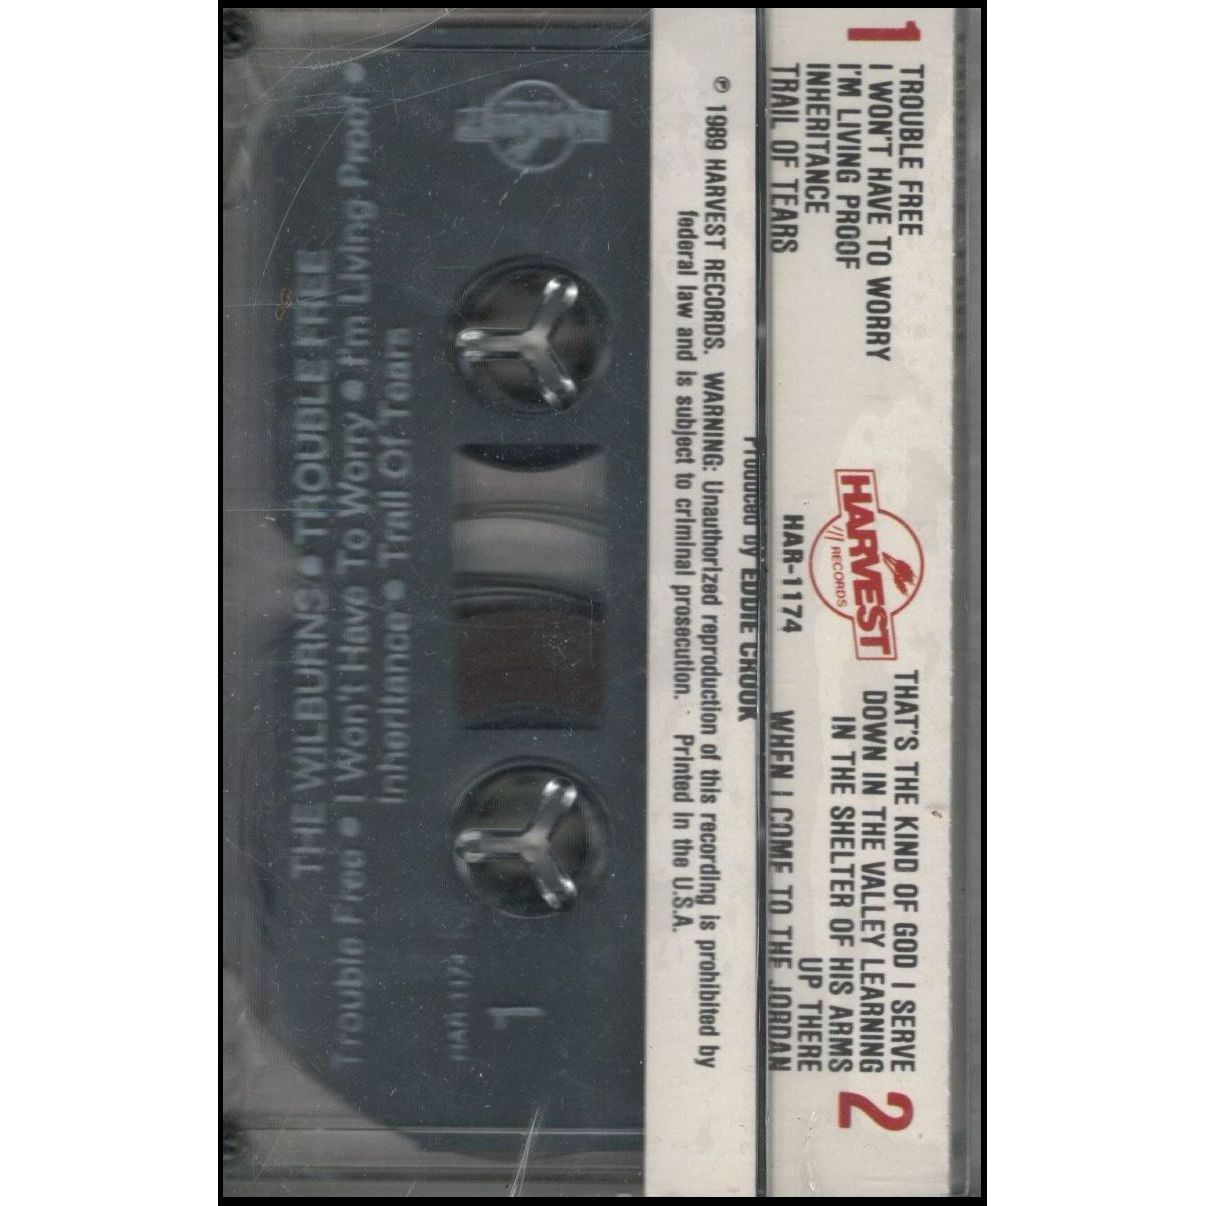 1
TROUBLE FREE
I WON'T HAVE TO WORRY
I'M LIVING PROOF
INHERITANCE
TRAIL OF TEARS
HARVEST
RECORDS
HAR-1174
THAT'S THE KIND OF GOD I SERVE
DOWN IN THE VALLEY LEARNING
IN THE SHELTER OF HIS ARMS
UP THERE
WHEN I COME TO THE JORDAN
2
Produced by EDDIE CROOK
℗ 1989 HARVEST RECORDS. WARNING: Unauthorized reproduction of this recording is prohibited by
federal law and is subject to criminal prosecution. Printed in the U.S.A.
1
THE WILBURNS • TROUBLE FREE
Trouble Free • I Won't Have To Worry • I'm Living Proof •
Inheritance • Trail Of Tears